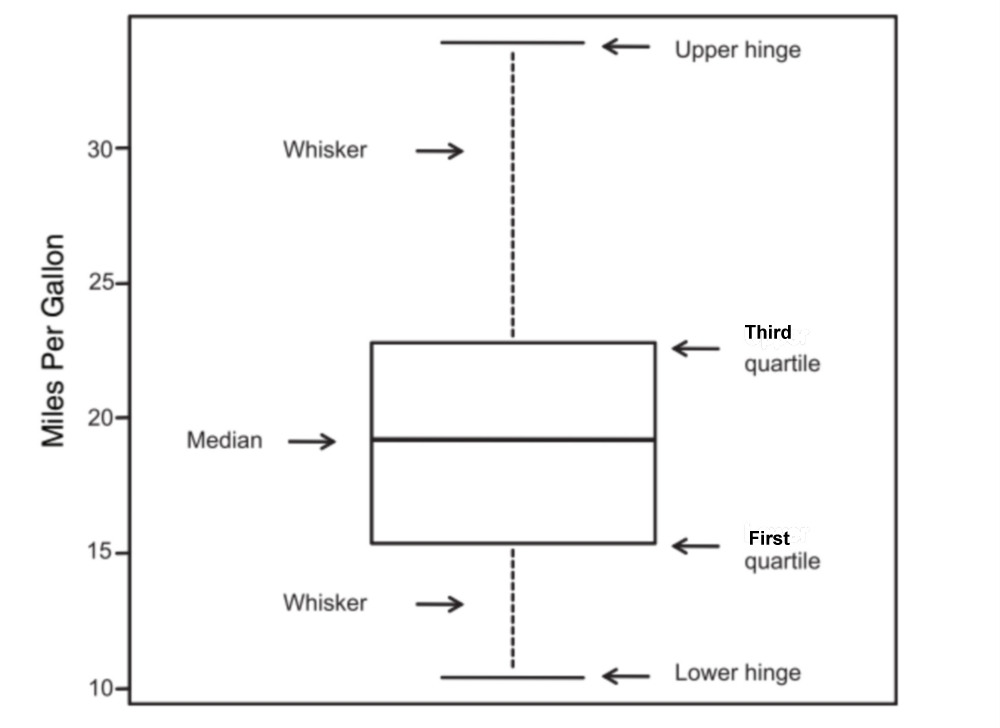 Upper hinge
Whisker
30
25
Miles Per Gallon
Third
quartile
20
Median
First
15
quartile
Whisker
Lower hinge
10